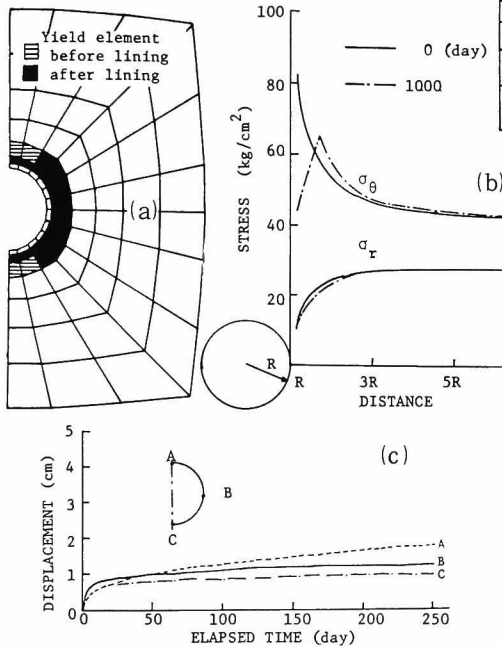 Yield element
before lining
after lining
(a)
STRESS (kg/cm²)
100
80
60
40
20
0 (day)
1000
σθ
σr
(b)
R
R
3R
5R
DISTANCE
DISPLACEMENT (cm)
5
4
3
2
1
0
(c)
A
B
C
A
B
C
0
50
100
150
200
250
ELAPSED TIME (day)